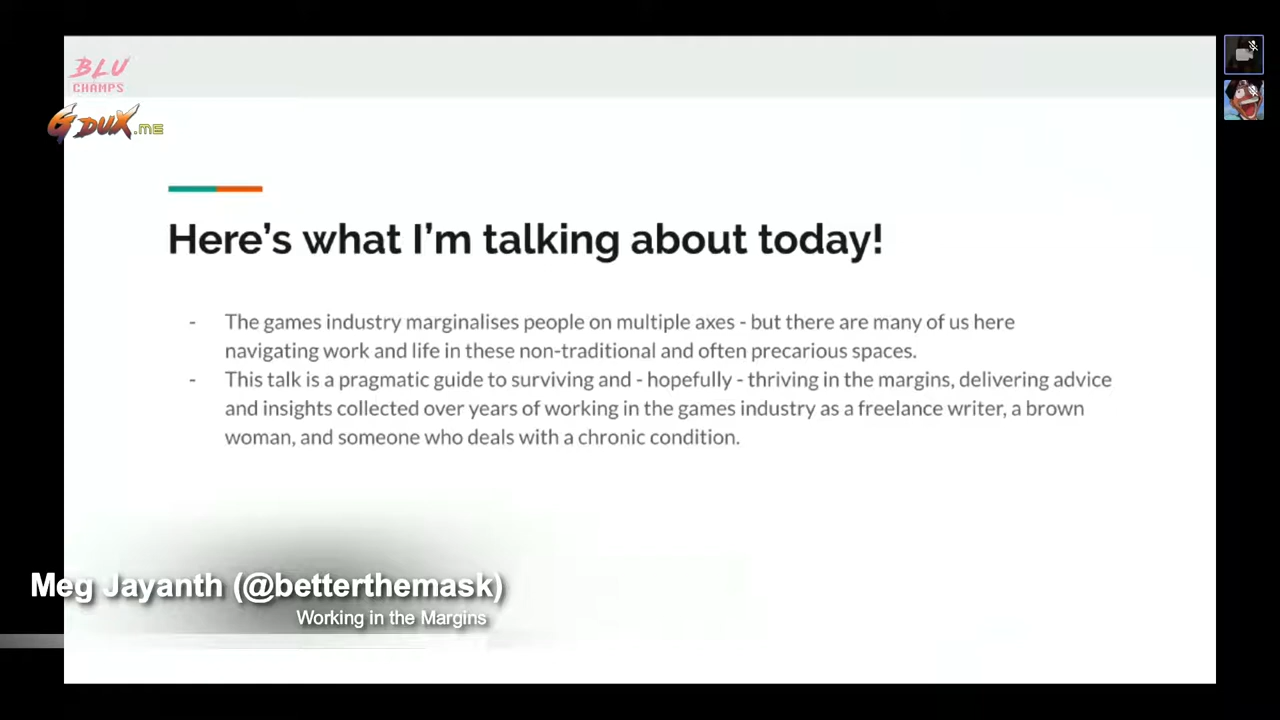 BLU
CHAMPS
G DUX.ME
Here's what I'm talking about today!
- The games industry marginalises people on multiple axes - but there are many of us here
navigating work and life in these non-traditional and often precarious spaces.
- This talk is a pragmatic guide to surviving and - hopefully - thriving in the margins, delivering advice
and insights collected over years of working in the games industry as a freelance writer, a brown
woman, and someone who deals with a chronic condition.
Meg Jayanth (@betterthemask)
Working in the Margins